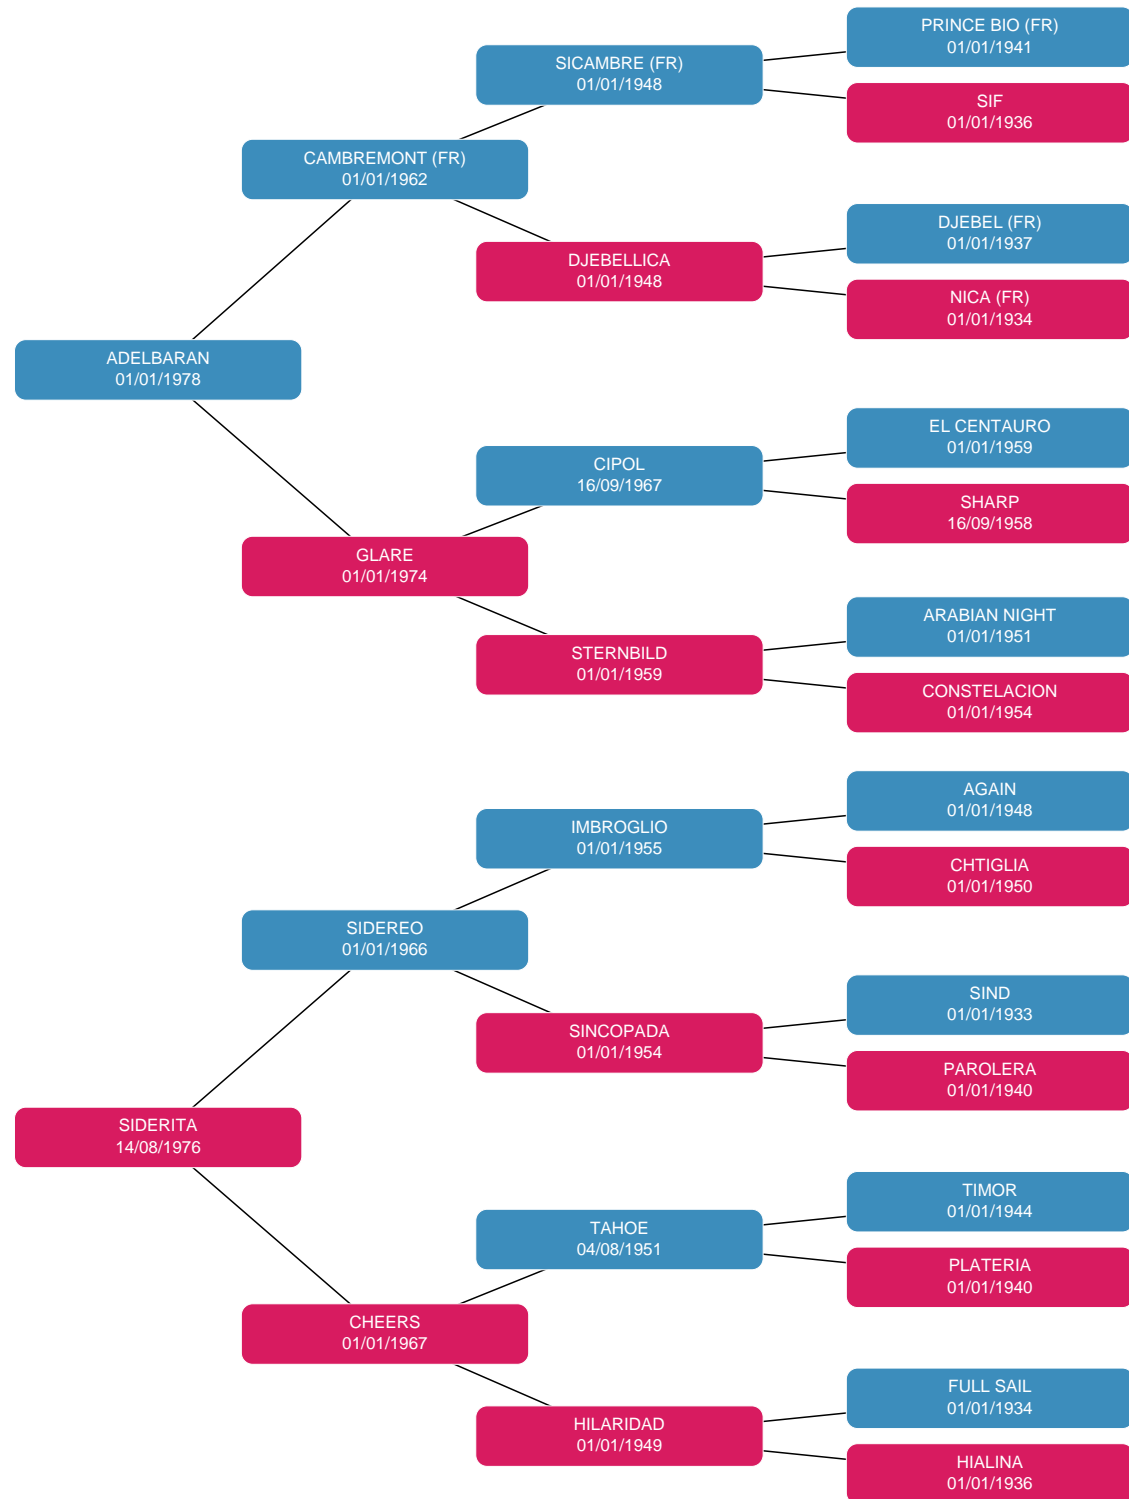 PRINCE BIO (FR)
01/01/1941
SICAMBRE (FR)
01/01/1948
SIF
01/01/1936
CAMBREMONT (FR)
01/01/1962
DJEBEL (FR)
01/01/1937
DJEBELLICA
01/01/1948
NICA (FR)
01/01/1934
ADELBARAN
01/01/1978
EL CENTAURO
01/01/1959
CIPOL
16/09/1967
SHARP
16/09/1958
GLARE
01/01/1974
ARABIAN NIGHT
01/01/1951
STERNBILD
01/01/1959
CONSTELACION
01/01/1954
AGAIN
01/01/1948
IMBROGLIO
01/01/1955
CHTIGLIA
01/01/1950
SIDEREO
01/01/1966
SIND
01/01/1933
SINCOPADA
01/01/1954
PAROLERA
01/01/1940
SIDERITA
14/08/1976
TIMOR
01/01/1944
TAHOE
04/08/1951
PLATERIA
01/01/1940
CHEERS
01/01/1967
FULL SAIL
01/01/1934
HILARIDAD
01/01/1949
HIALINA
01/01/1936